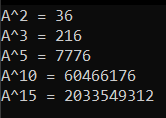 A^2 = 36
A^3 = 216
A^5 = 7776
A^10 = 60466176
A^15 = 2033549312